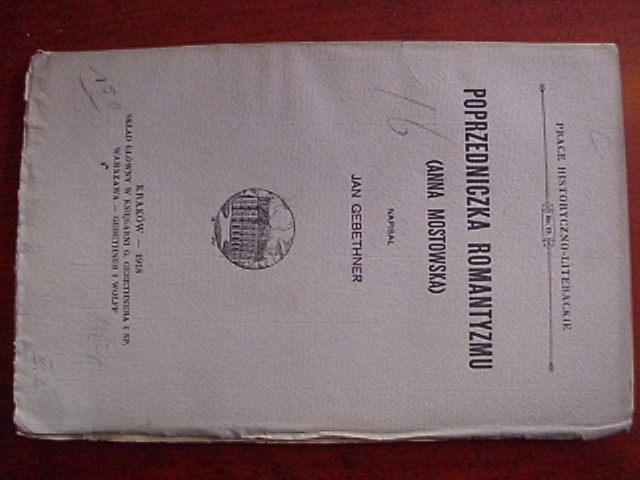 PRACE HISTORYCZNO-LITERACKIE
POPRZEDNICZKA ROMANTYZMU
(ANNA MOSTOWSKA)
NAPISAŁ
JAN GEBETHNER
KRAKÓW — 1918
SKŁAD GŁÓWNY W KSIĘGARNI G. GEBETHNERA I SP.
WARSZAWA — GEBETHNER I WOLFF